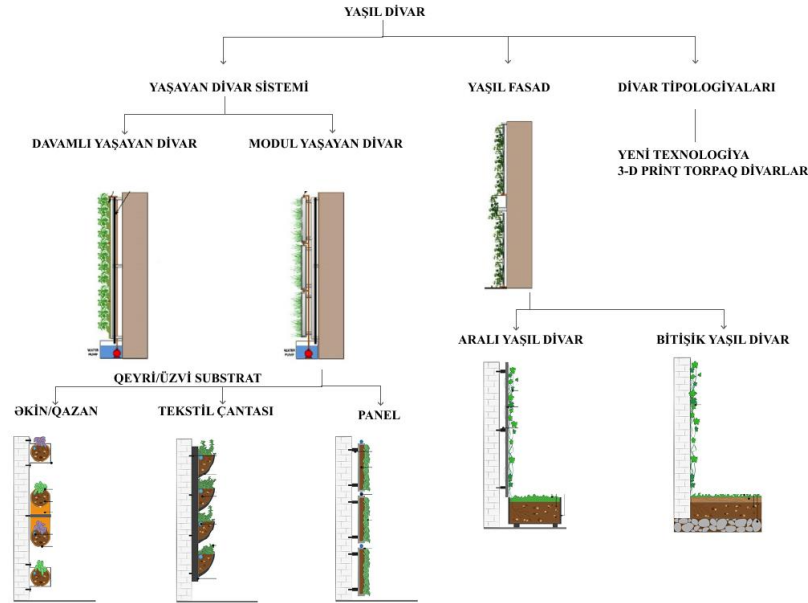 YAŞIL DİVAR
YAŞAYAN DİVAR SİSTEMİ
YAŞIL FASAD
DİVAR TİPOLOGİYALARI
DAVAMLI YAŞAYAN DİVAR
MODUL YAŞAYAN DİVAR
YENİ TEXNOLOGİYA
3-D PRİNT TORPAQ DİVARLAR
ARALI YAŞIL DİVAR
BİTİŞİK YAŞIL DİVAR
QEYRİ/ÜZVİ SUBSTRAT
ƏKİN/QAZAN
TEKSTİL ÇANTASI
PANEL